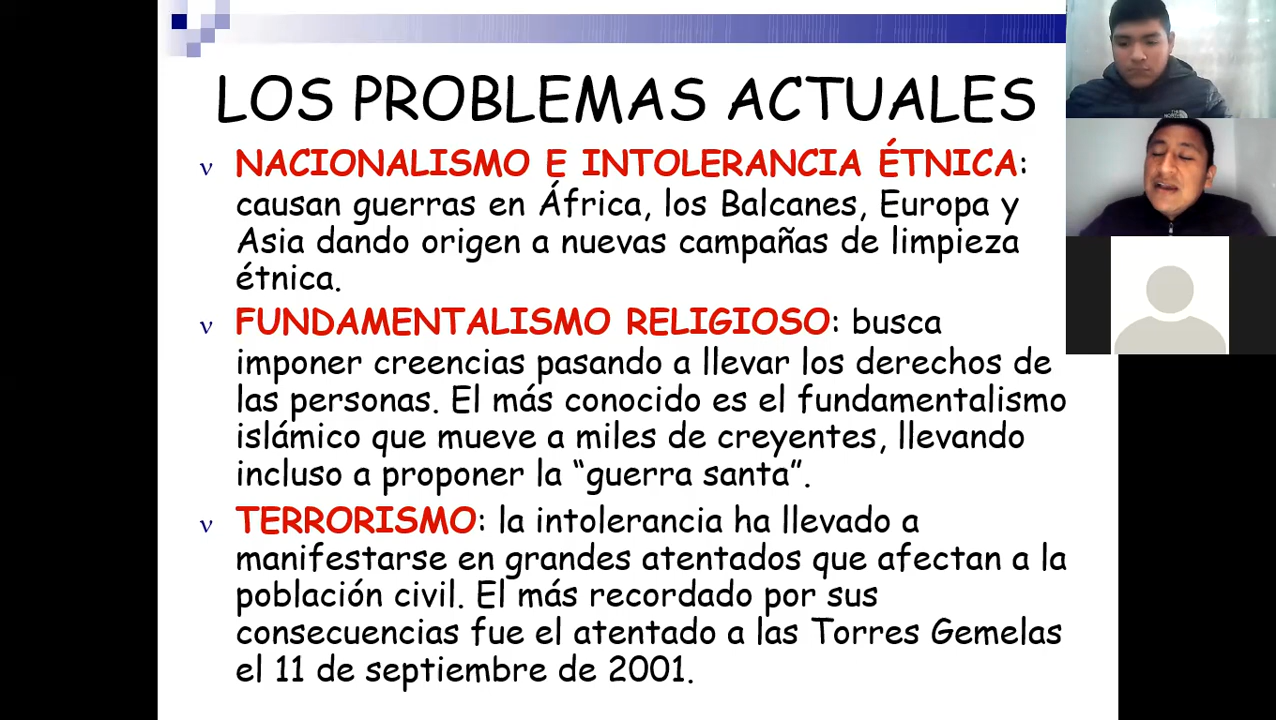 LOS PROBLEMAS ACTUALES
ν NACIONALISMO E INTOLERANCIA ÉTNICA:
causan guerras en África, los Balcanes, Europa y
Asia dando origen a nuevas campañas de limpieza
étnica.
ν FUNDAMENTALISMO RELIGIOSO: busca
imponer creencias pasando a llevar los derechos de
las personas. El más conocido es el fundamentalismo
islámico que mueve a miles de creyentes, llevando
incluso a proponer la “guerra santa”.
ν TERRORISMO: la intolerancia ha llevado a
manifestarse en grandes atentados que afectan a la
población civil. El más recordado por sus
consecuencias fue el atentado a las Torres Gemelas
el 11 de septiembre de 2001.